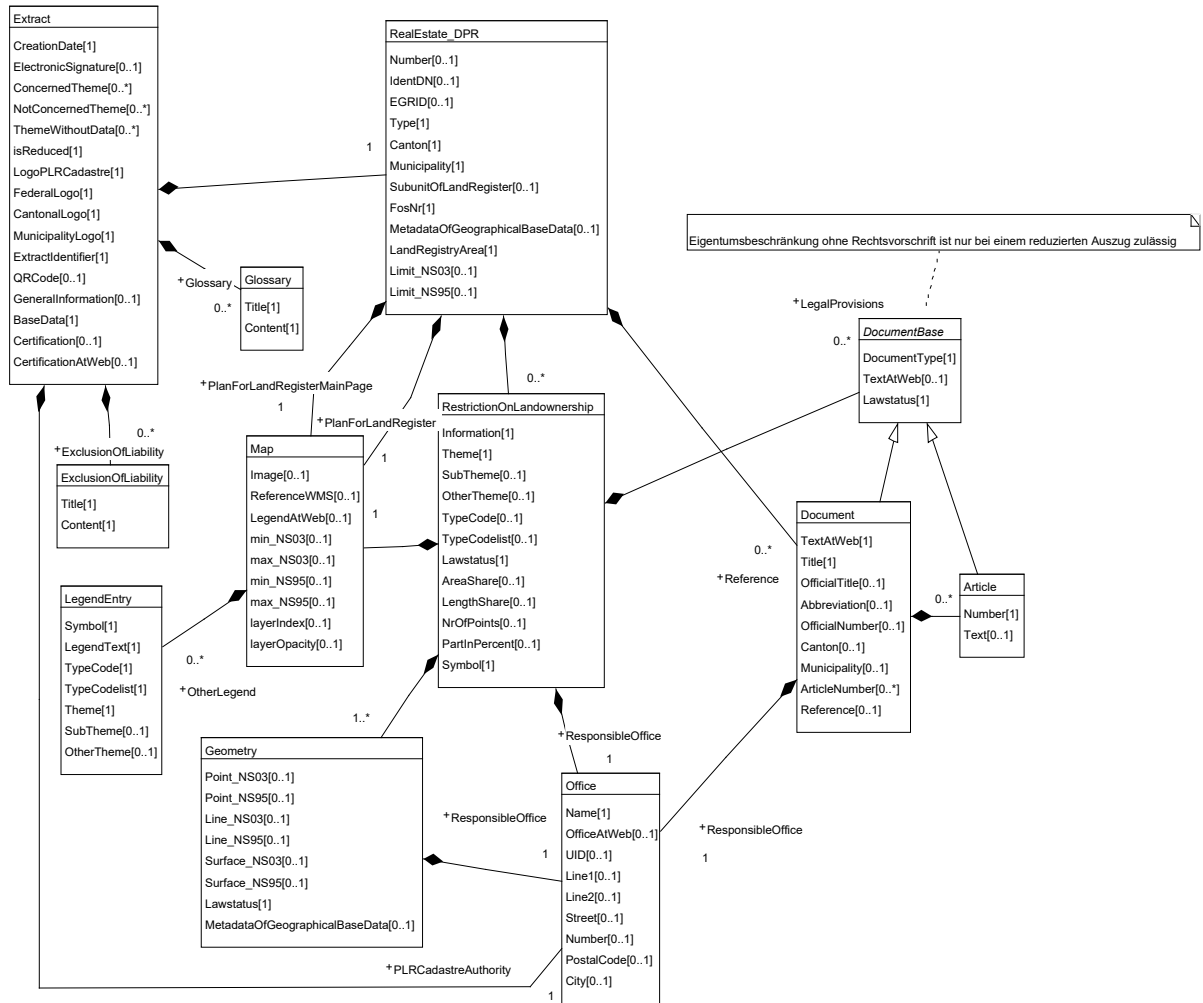 Extract
CreationDate[1]
ElectronicSignature[0..1]
ConcernedTheme[0..*]
NotConcernedTheme[0..*]
ThemeWithoutData[0..*]
isReduced[1]
LogoPLRCadastre[1]
FederalLogo[1]
CantonalLogo[1]
MunicipalityLogo[1]
ExtractIdentifier[1]
QRCode[0..1]
GeneralInformation[0..1]
BaseData[1]
Certification[0..1]
CertificationAtWeb[0..1]
1
RealEstate_DPR
Number[0..1]
IdentDN[0..1]
EGRID[0..1]
Type[1]
Canton[1]
Municipality[1]
SubunitOfLandRegister[0..1]
FosNr[1]
MetadataOfGeographicalBaseData[0..1]
LandRegistryArea[1]
Limit_NS03[0..1]
Limit_NS95[0..1]
Eigentumsbeschränkung ohne Rechtsvorschrift ist nur bei einem reduzierten Auszug zulässig
+Glossary
0..*
Glossary
Title[1]
Content[1]
+LegalProvisions
0..*
DocumentBase
DocumentType[1]
TextAtWeb[0..1]
Lawstatus[1]
+PlanForLandRegisterMainPage
1
+PlanForLandRegister
1
0..*
+ExclusionOfLiability
0..*
ExclusionOfLiability
Title[1]
Content[1]
Map
Image[0..1]
ReferenceWMS[0..1]
LegendAtWeb[0..1]
min_NS03[0..1]
max_NS03[0..1]
min_NS95[0..1]
max_NS95[0..1]
layerIndex[0..1]
layerOpacity[0..1]
1
RestrictionOnLandownership
Information[1]
Theme[1]
SubTheme[0..1]
OtherTheme[0..1]
TypeCode[0..1]
TypeCodelist[0..1]
Lawstatus[1]
AreaShare[0..1]
LengthShare[0..1]
NrOfPoints[0..1]
PartInPercent[0..1]
Symbol[1]
0..*
+Reference
Document
TextAtWeb[1]
Title[1]
OfficialTitle[0..1]
Abbreviation[0..1]
OfficialNumber[0..1]
Canton[0..1]
Municipality[0..1]
ArticleNumber[0..*]
Reference[0..1]
0..*
Article
Number[1]
Text[0..1]
LegendEntry
Symbol[1]
LegendText[1]
TypeCode[1]
TypeCodelist[1]
Theme[1]
SubTheme[0..1]
OtherTheme[0..1]
0..*
+OtherLegend
1..*
Geometry
Point_NS03[0..1]
Point_NS95[0..1]
Line_NS03[0..1]
Line_NS95[0..1]
Surface_NS03[0..1]
Surface_NS95[0..1]
Lawstatus[1]
MetadataOfGeographicalBaseData[0..1]
+ResponsibleOffice
1
+ResponsibleOffice
1
+ResponsibleOffice
1
Office
Name[1]
OfficeAtWeb[0..1]
UID[0..1]
Line1[0..1]
Line2[0..1]
Street[0..1]
Number[0..1]
PostalCode[0..1]
City[0..1]
+PLRCadastreAuthority
1